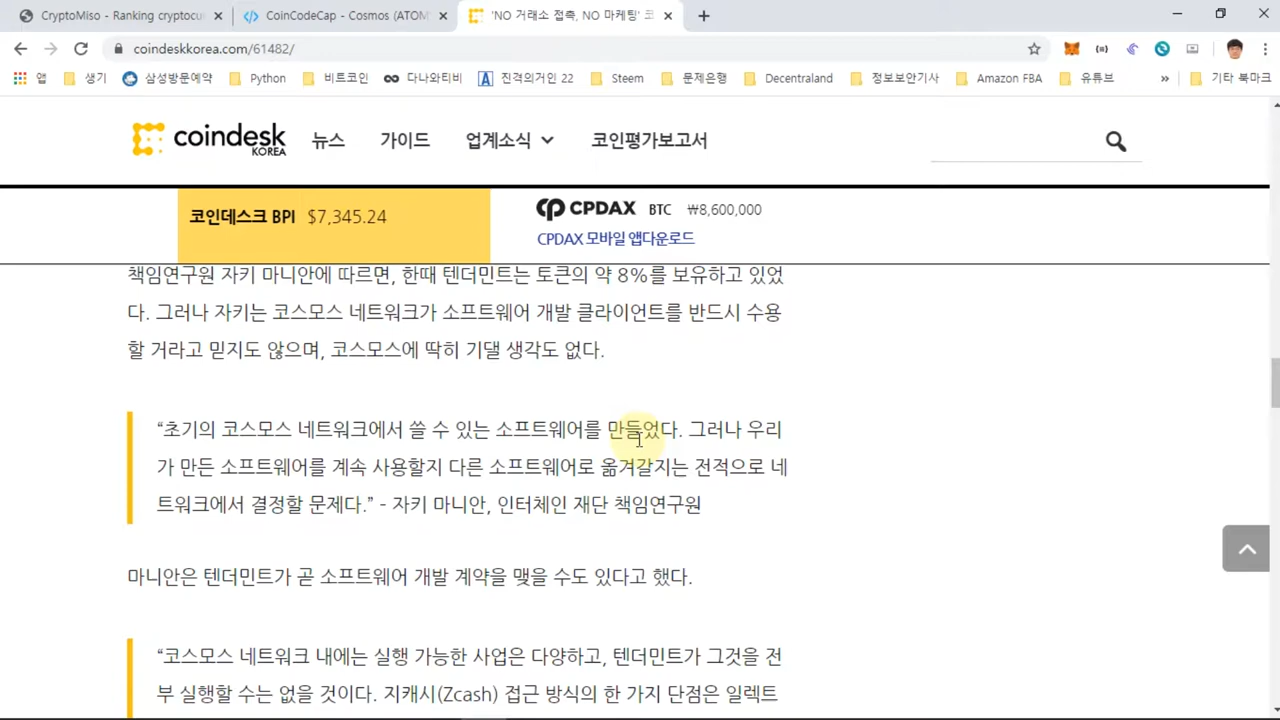 CryptoMiso - Ranking cryptocu
CoinCodeCap - Cosmos (ATOM
'NO 거래소 접촉, NO 마케팅' 코
coindeskkorea.com/61482/
앱 생기 삼성방문예약 Python 비트코인 다나와티비 진격의거인 22 Steem 문제은행 Decentraland 정보보안기사 Amazon FBA 유튜브 » 기타 북마크
coindesk KOREA 뉴스 가이드 업계소식 코인평가보고서
코인데스크 BPI $7,345.24
CPDAX BTC ₩8,600,000
CPDAX 모바일 앱다운로드
책임연구원 자키 마니안에 따르면, 한때 텐더민트는 토큰의 약 8%를 보유하고 있었
다. 그러나 자키는 코스모스 네트워크가 소프트웨어 개발 클라이언트를 반드시 수용
할 거라고 믿지도 않으며, 코스모스에 딱히 기댈 생각도 없다.
“초기의 코스모스 네트워크에서 쓸 수 있는 소프트웨어를 만들었다. 그러나 우리
가 만든 소프트웨어를 계속 사용할지 다른 소프트웨어로 옮겨갈지는 전적으로 네
트워크에서 결정할 문제다.” - 자키 마니안, 인터체인 재단 책임연구원
마니안은 텐더민트가 곧 소프트웨어 개발 계약을 맺을 수도 있다고 했다.
“코스모스 네트워크 내에는 실행 가능한 사업은 다양하고, 텐더민트가 그것을 전
부 실행할 수는 없을 것이다. 지캐시(Zcash) 접근 방식의 한 가지 단점은 일렉트